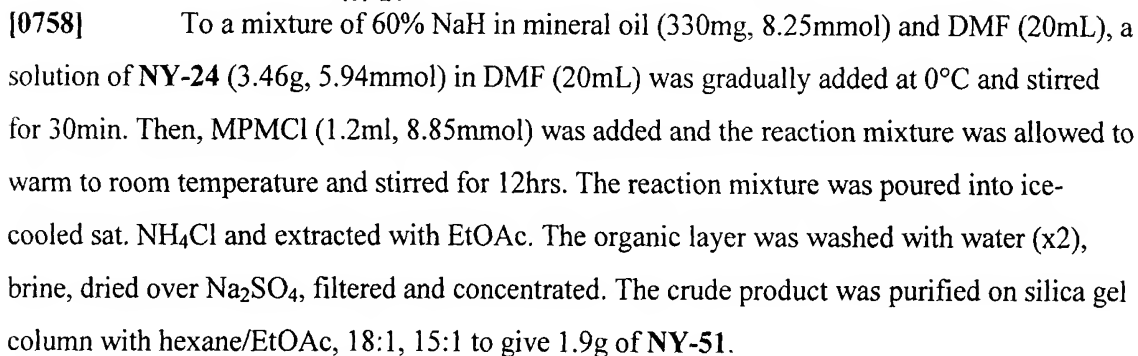 [0758] To a mixture of 60% NaH in mineral oil (330mg, 8.25mmol) and DMF (20mL), a
solution of NY-24 (3.46g, 5.94mmol) in DMF (20mL) was gradually added at 0°C and stirred
for 30min. Then, MPMCl (1.2ml, 8.85mmol) was added and the reaction mixture was allowed to
warm to room temperature and stirred for 12hrs. The reaction mixture was poured into ice-
cooled sat. NH₄Cl and extracted with EtOAc. The organic layer was washed with water (x2),
brine, dried over Na₂SO₄, filtered and concentrated. The crude product was purified on silica gel
column with hexane/EtOAc, 18:1, 15:1 to give 1.9g of NY-51.